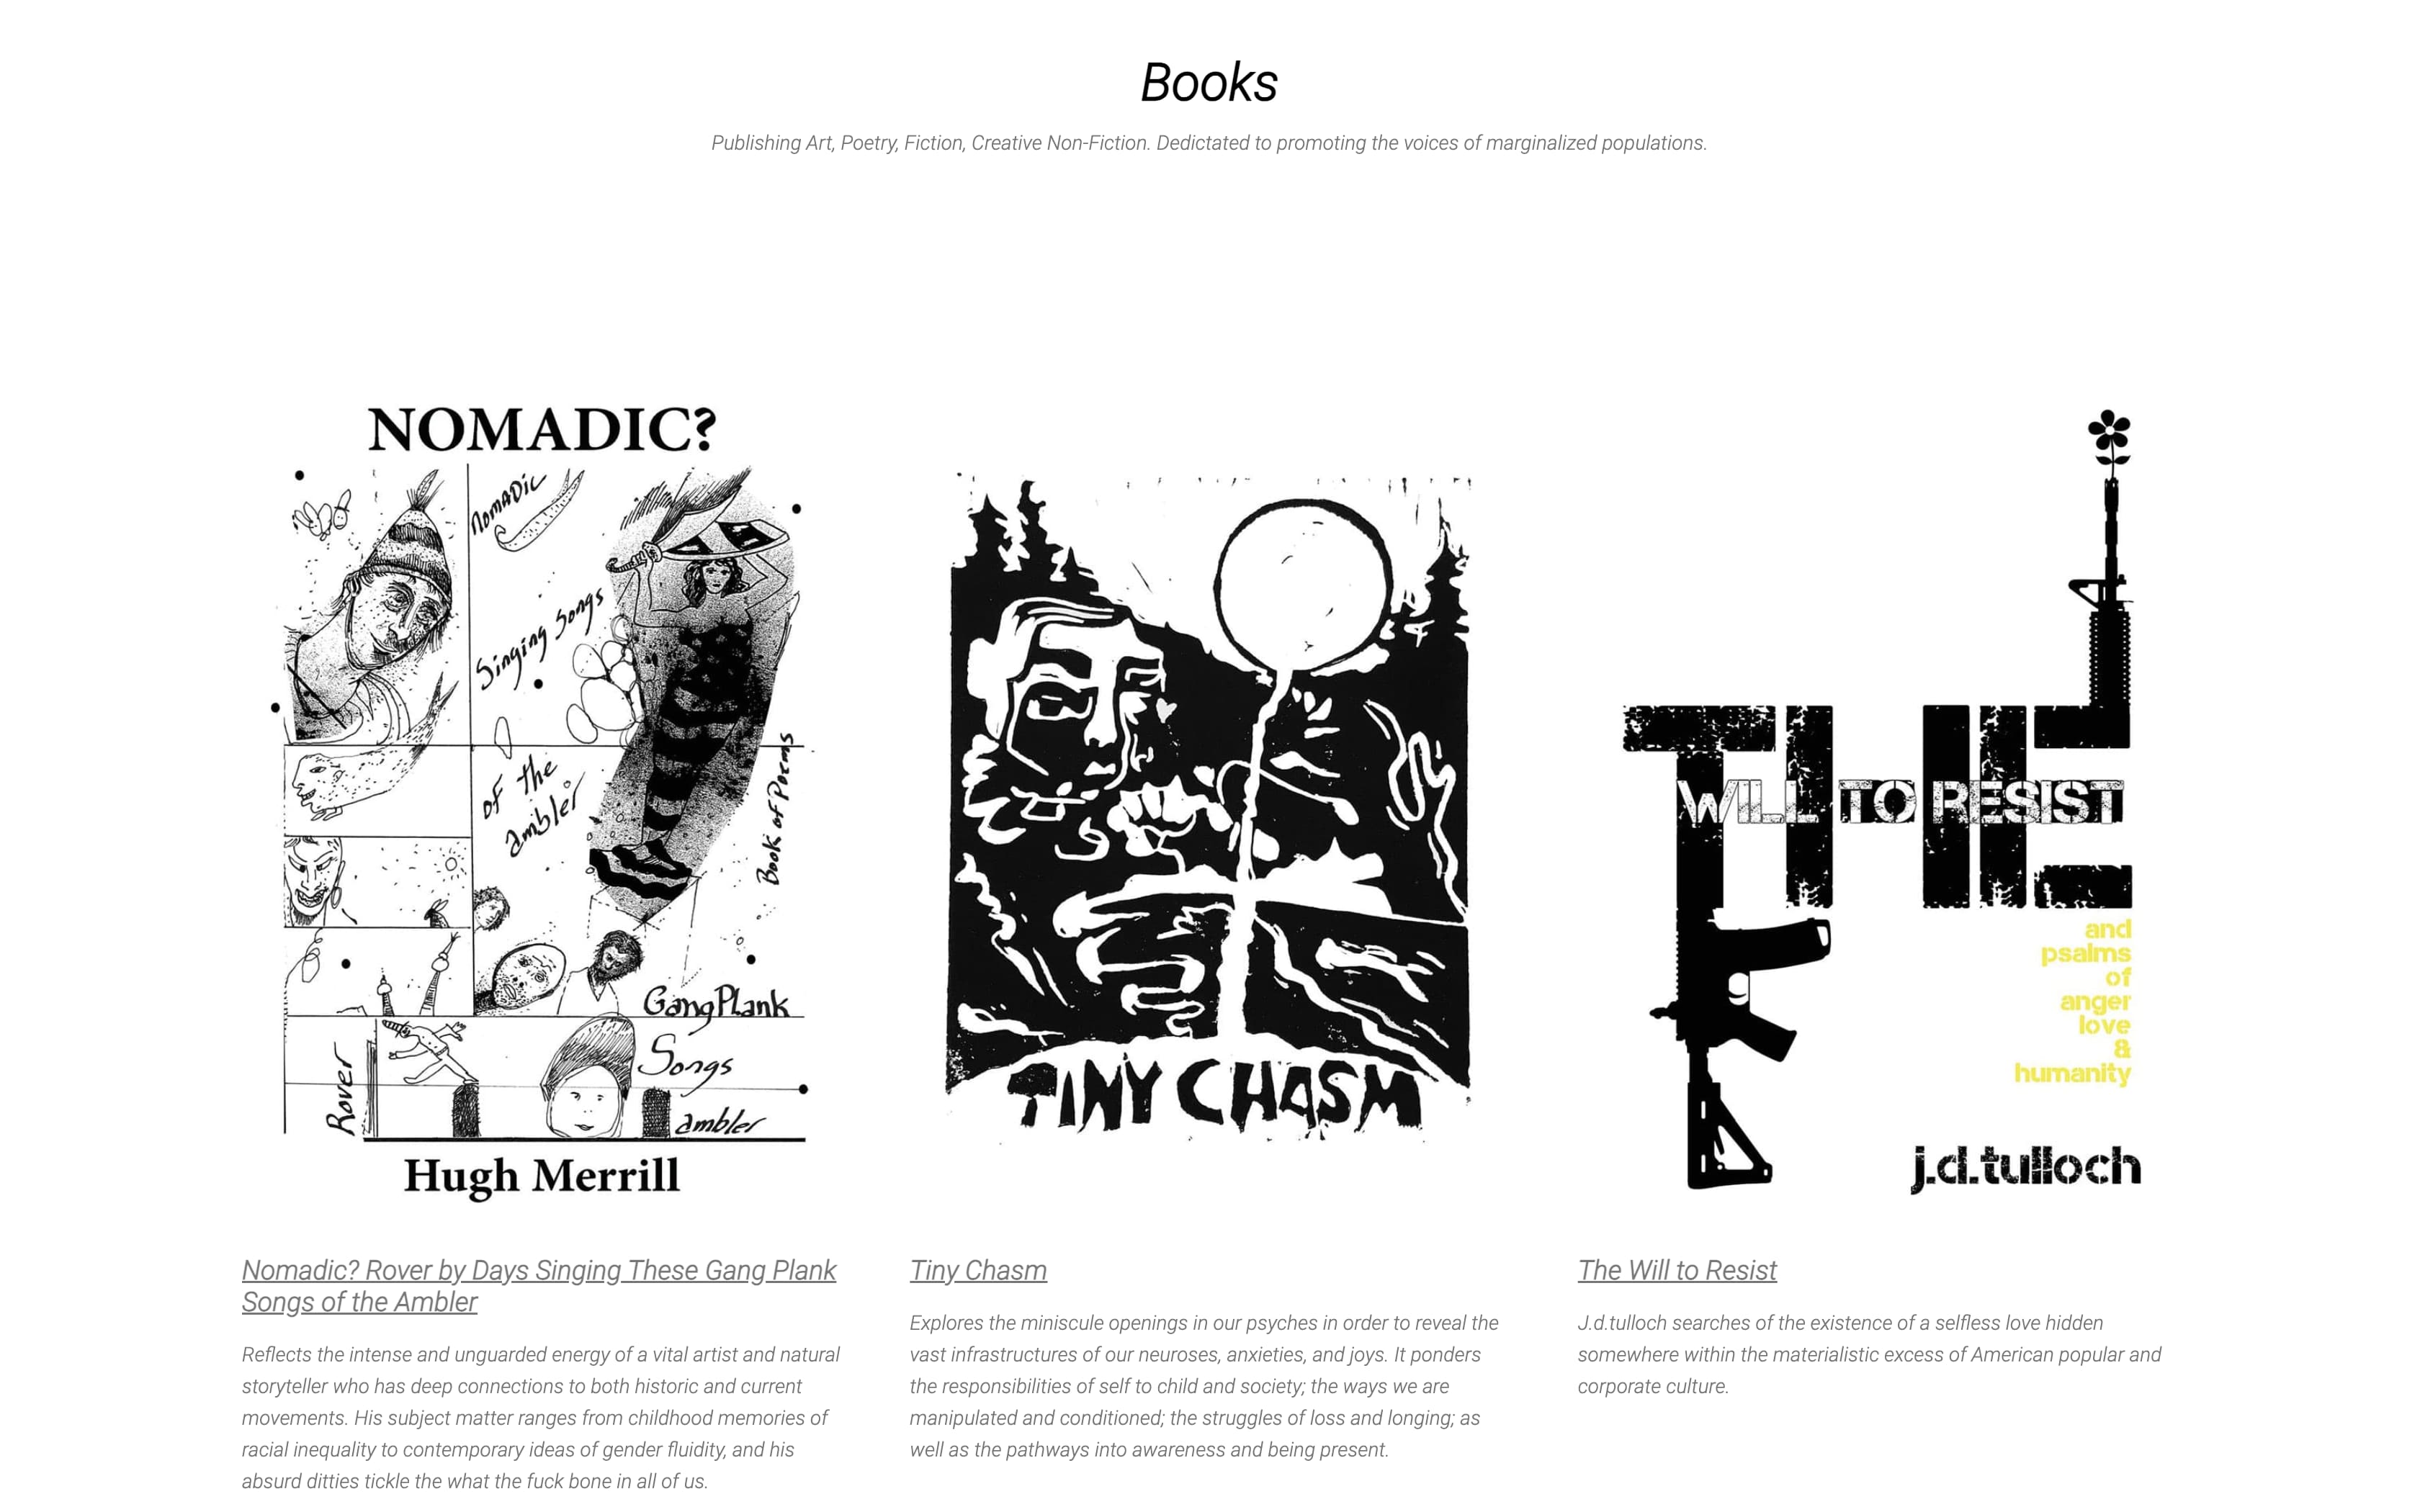 Books
Publishing Art, Poetry, Fiction, Creative Non-Fiction. Dedictated to promoting the voices of marginalized populations.
NOMADIC?
NOMADIC
Singing Songs
of the
ambler
Book of Poems
GangPlank
Songs
ambler
Rover
Hugh Merrill
TINY CHASM
THE
WILL TO RESIST
and
psalms
of
anger
love
&
humanity
j.d.tulloch
Nomadic? Rover by Days Singing These Gang Plank
Songs of the Ambler
Reflects the intense and unguarded energy of a vital artist and natural
storyteller who has deep connections to both historic and current
movements. His subject matter ranges from childhood memories of
racial inequality to contemporary ideas of gender fluidity, and his
absurd ditties tickle the what the fuck bone in all of us.
Tiny Chasm
Explores the miniscule openings in our psyches in order to reveal the
vast infrastructures of our neuroses, anxieties, and joys. It ponders
the responsibilities of self to child and society; the ways we are
manipulated and conditioned; the struggles of loss and longing; as
well as the pathways into awareness and being present.
The Will to Resist
J.d.tulloch searches of the existence of a selfless love hidden
somewhere within the materialistic excess of American popular and
corporate culture.